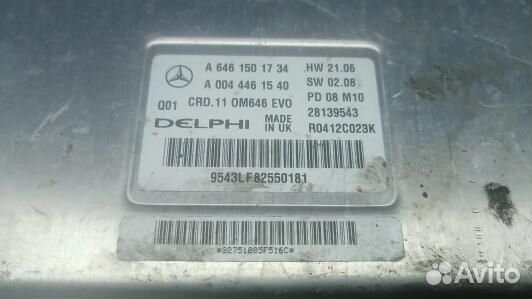 A 646 150 17 34 HW 21.06
A 004 446 15 40 SW 02.08
Q01 CRD.11 OM646 EVO PD 08 M10
DELPHI MADE IN UK 28139543
R0412C023K
9543LF82550181
*92751005F516C*
Avito